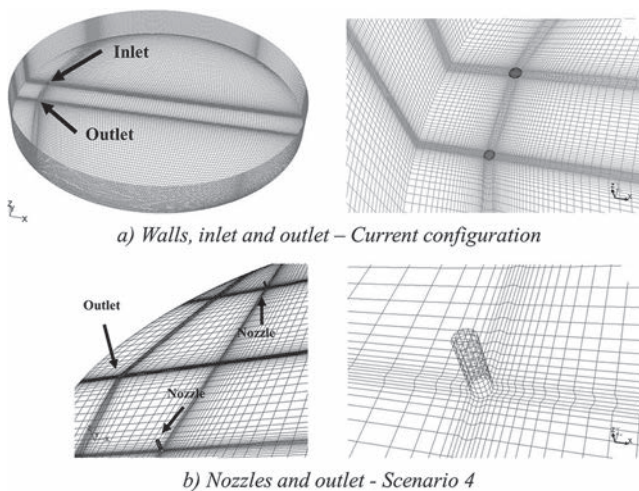 Inlet
Outlet
z
y
x
a) Walls, inlet and outlet – Current configuration
Outlet
Nozzle
Nozzle
x
b) Nozzles and outlet - Scenario 4